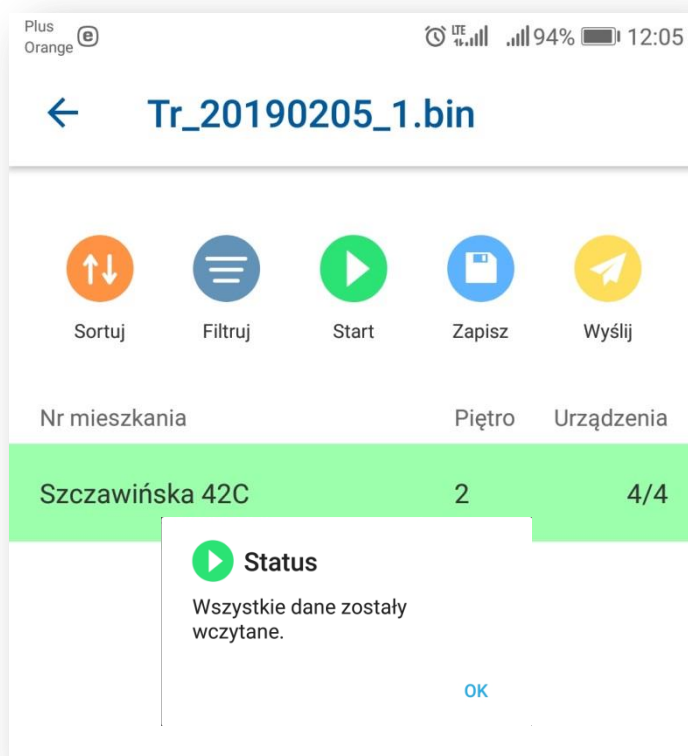 Plus
Orange e
LTE 94% 12:05
Tr_20190205_1.bin
Sortuj Filtruj Start Zapisz Wyślij
Nr mieszkania Piętro Urządzenia
Szczawińska 42C 2 4/4
Status
Wszystkie dane zostały
wczytane.
OK